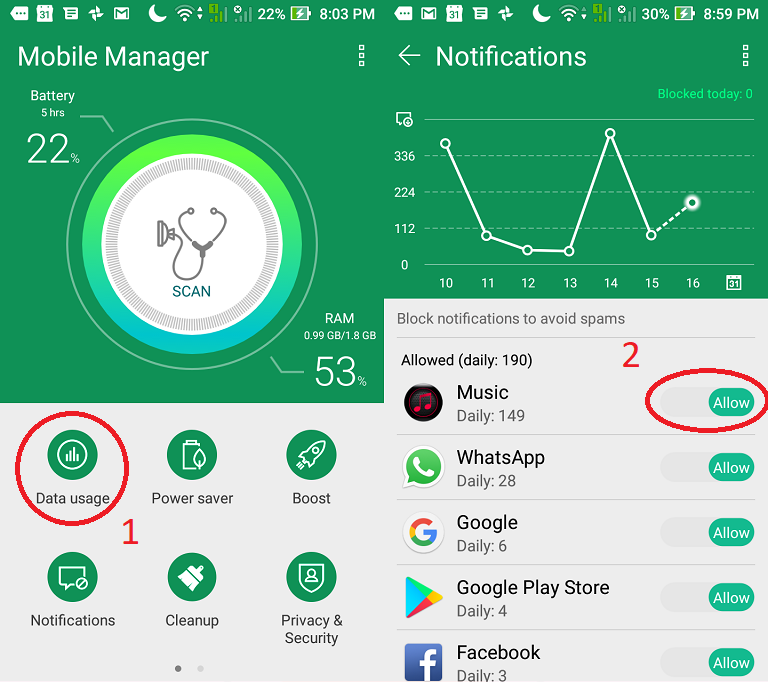 31 22% 8:03 PM
Mobile Manager
Battery
5 hrs
22%
SCAN
RAM
0.99 GB/1.8 GB
53%
Data usage
Power saver
Boost
1
Notifications
Cleanup
Privacy &
Security
31 30% 8:59 PM
Notifications
Blocked today: 0
336
224
112
0
10 11 12 13 14 15 16 31
Block notifications to avoid spams
2
Allowed (daily: 190)
Music
Daily: 149
Allow
WhatsApp
Daily: 28
Allow
Google
Daily: 6
Allow
Google Play Store
Daily: 4
Allow
Facebook
Daily: 3
Allow